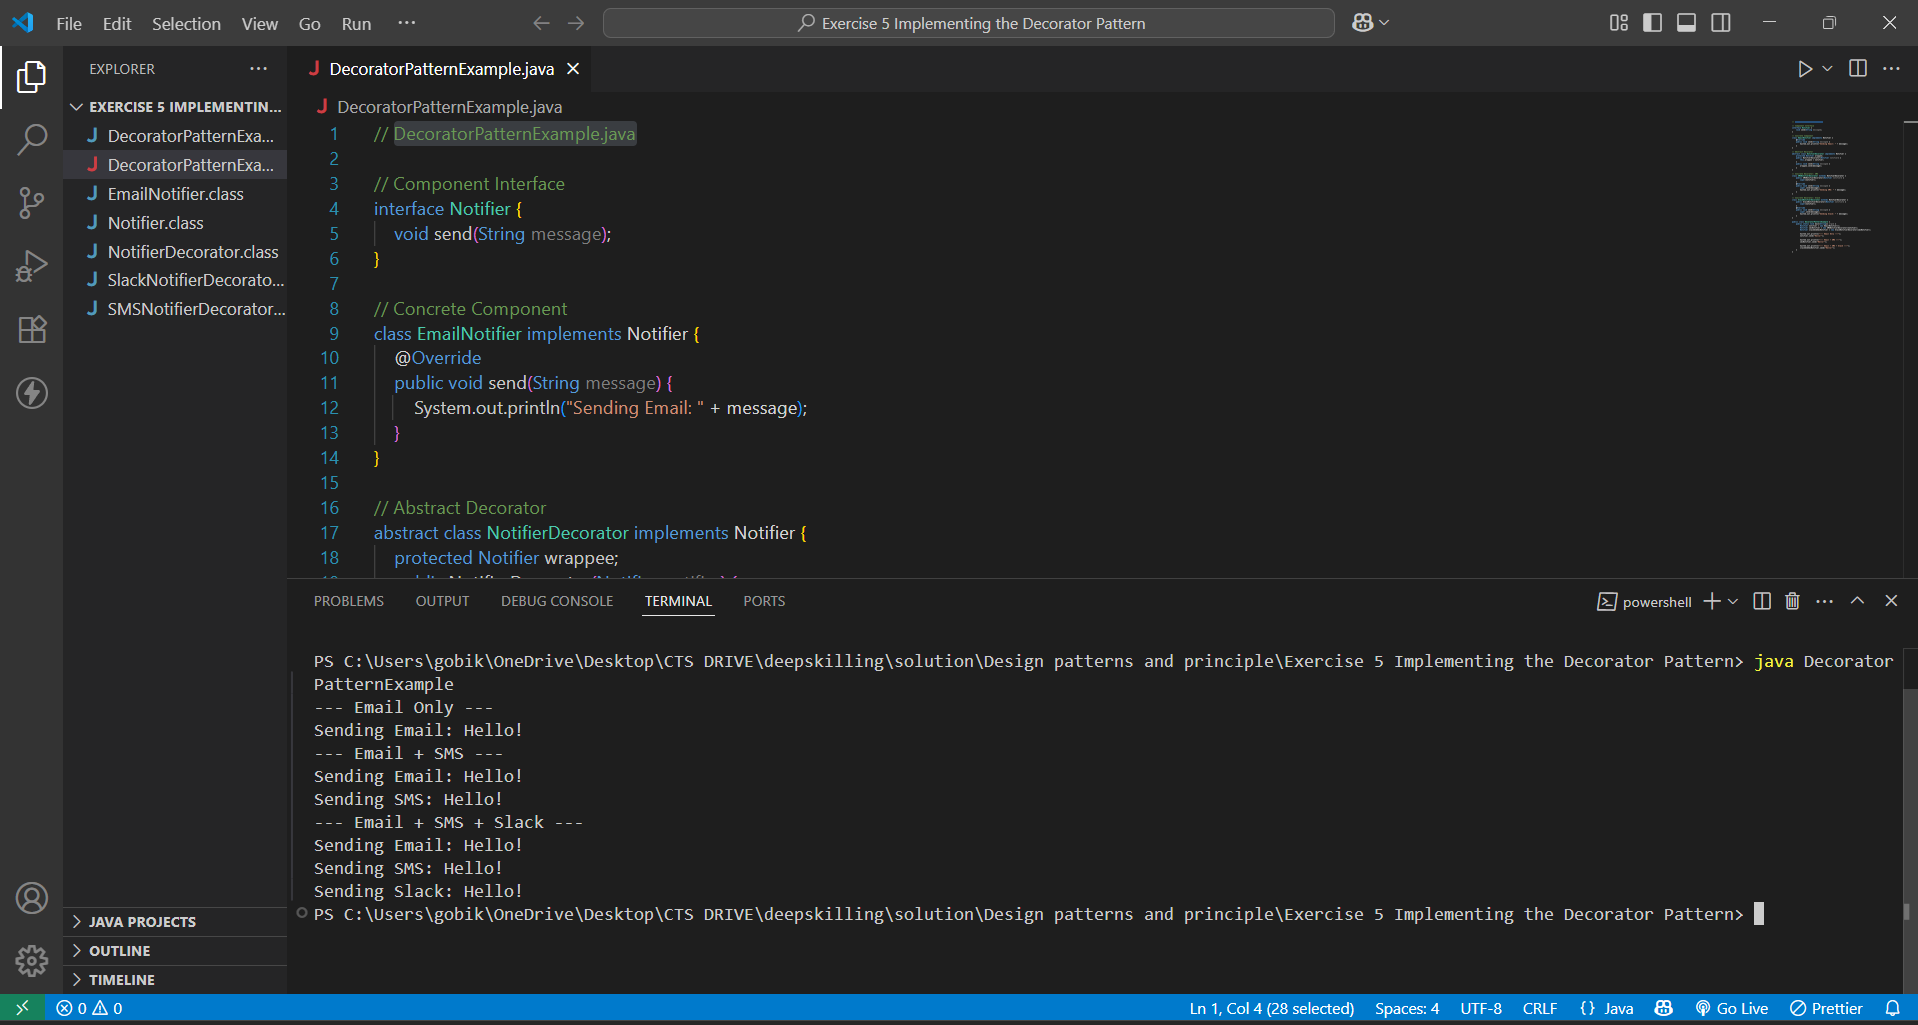 File Edit Selection View Go Run ···
Exercise 5 Implementing the Decorator Pattern
EXPLORER ···
EXERCISE 5 IMPLEMENTIN...
J DecoratorPatternExa...
J DecoratorPatternExa...
J EmailNotifier.class
J Notifier.class
J NotifierDecorator.class
J SlackNotifierDecorato...
J SMSNotifierDecorator...
JAVA PROJECTS
OUTLINE
TIMELINE
J DecoratorPatternExample.java
J DecoratorPatternExample.java
1 // DecoratorPatternExample.java
2
3 // Component Interface
4 interface Notifier {
5 void send(String message);
6 }
7
8 // Concrete Component
9 class EmailNotifier implements Notifier {
10 @Override
11 public void send(String message) {
12 System.out.println("Sending Email: " + message);
13 }
14 }
15
16 // Abstract Decorator
17 abstract class NotifierDecorator implements Notifier {
18 protected Notifier wrappee;
PROBLEMS OUTPUT DEBUG CONSOLE TERMINAL PORTS
powershell
PS C:\Users\gobik\OneDrive\Desktop\CTS DRIVE\deepskilling\solution\Design patterns and principle\Exercise 5 Implementing the Decorator Pattern> java Decorator
PatternExample
--- Email Only ---
Sending Email: Hello!
--- Email + SMS ---
Sending Email: Hello!
Sending SMS: Hello!
--- Email + SMS + Slack ---
Sending Email: Hello!
Sending SMS: Hello!
Sending Slack: Hello!
PS C:\Users\gobik\OneDrive\Desktop\CTS DRIVE\deepskilling\solution\Design patterns and principle\Exercise 5 Implementing the Decorator Pattern>
0 0
Ln 1, Col 4 (28 selected) Spaces: 4 UTF-8 CRLF {} Java Go Live Prettier